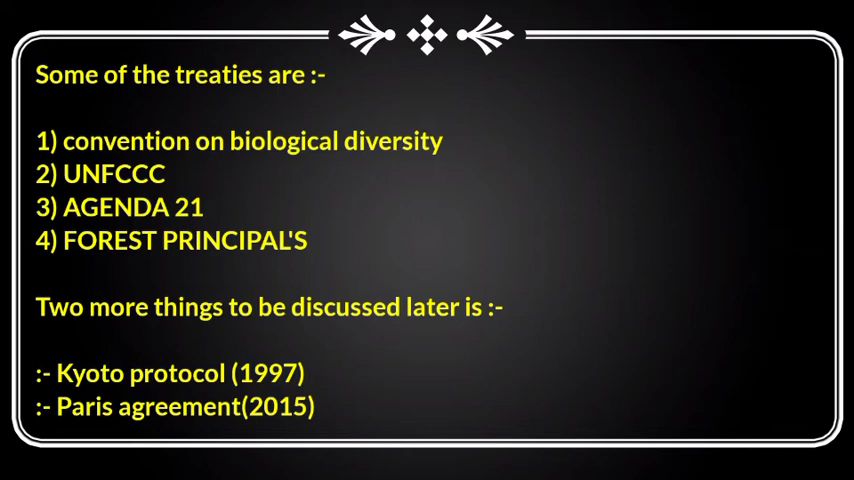 Some of the treaties are :-
1) convention on biological diversity
2) UNFCCC
3) AGENDA 21
4) FOREST PRINCIPAL'S
Two more things to be discussed later is :-
:- Kyoto protocol (1997)
:- Paris agreement(2015)